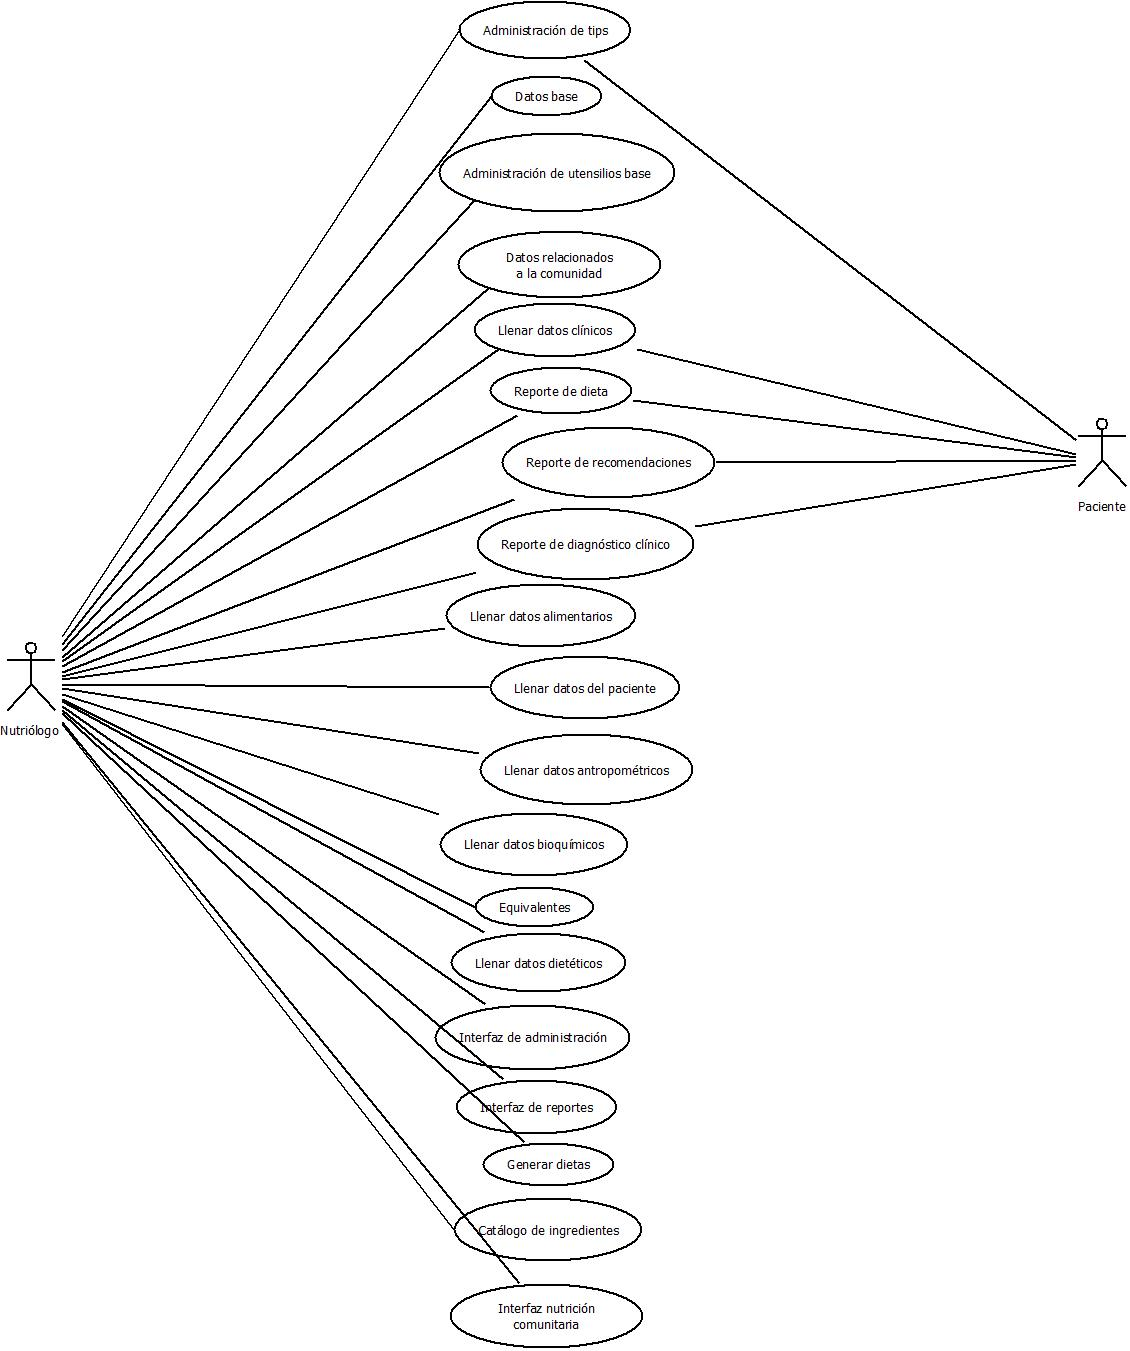 Administración de tips
Datos base
Administración de utensilios base
Datos relacionados
a la comunidad
Llenar datos clínicos
Reporte de dieta
Reporte de recomendaciones
Paciente
Reporte de diagnóstico clínico
Llenar datos alimentarios
Llenar datos del paciente
Nutriólogo
Llenar datos antropométricos
Llenar datos bioquímicos
Equivalentes
Llenar datos dietéticos
Interfaz de administración
Interfaz de reportes
Generar dietas
Catálogo de ingredientes
Interfaz nutrición
comunitaria